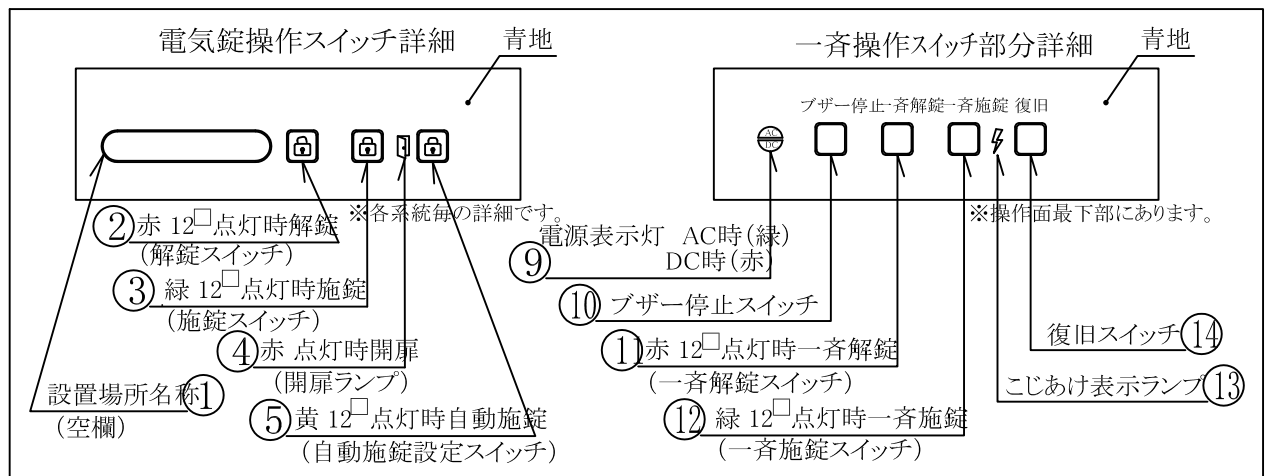 電気錠操作スイッチ詳細
青地
※各系統毎の詳細です。
② 赤 12□点灯時解錠
(解錠スイッチ)
③ 緑 12□点灯時施錠
(施錠スイッチ)
④ 赤 点灯時開扉
(開扉ランプ)
設置場所名称 ①
(空欄)
⑤ 黄 12□点灯時自動施錠
(自動施錠設定スイッチ)
一斉操作スイッチ部分詳細
青地
ブザー停止 一斉解錠 一斉施錠 復旧
AC
DC
※操作面最下部にあります。
電源表示灯 AC時(緑)
⑨ DC時(赤)
⑩ ブザー停止スイッチ
⑪ 赤 12□点灯時一斉解錠
(一斉解錠スイッチ)
復旧スイッチ ⑭
こじあけ表示ランプ ⑬
⑫ 緑 12□点灯時一斉施錠
(一斉施錠スイッチ)